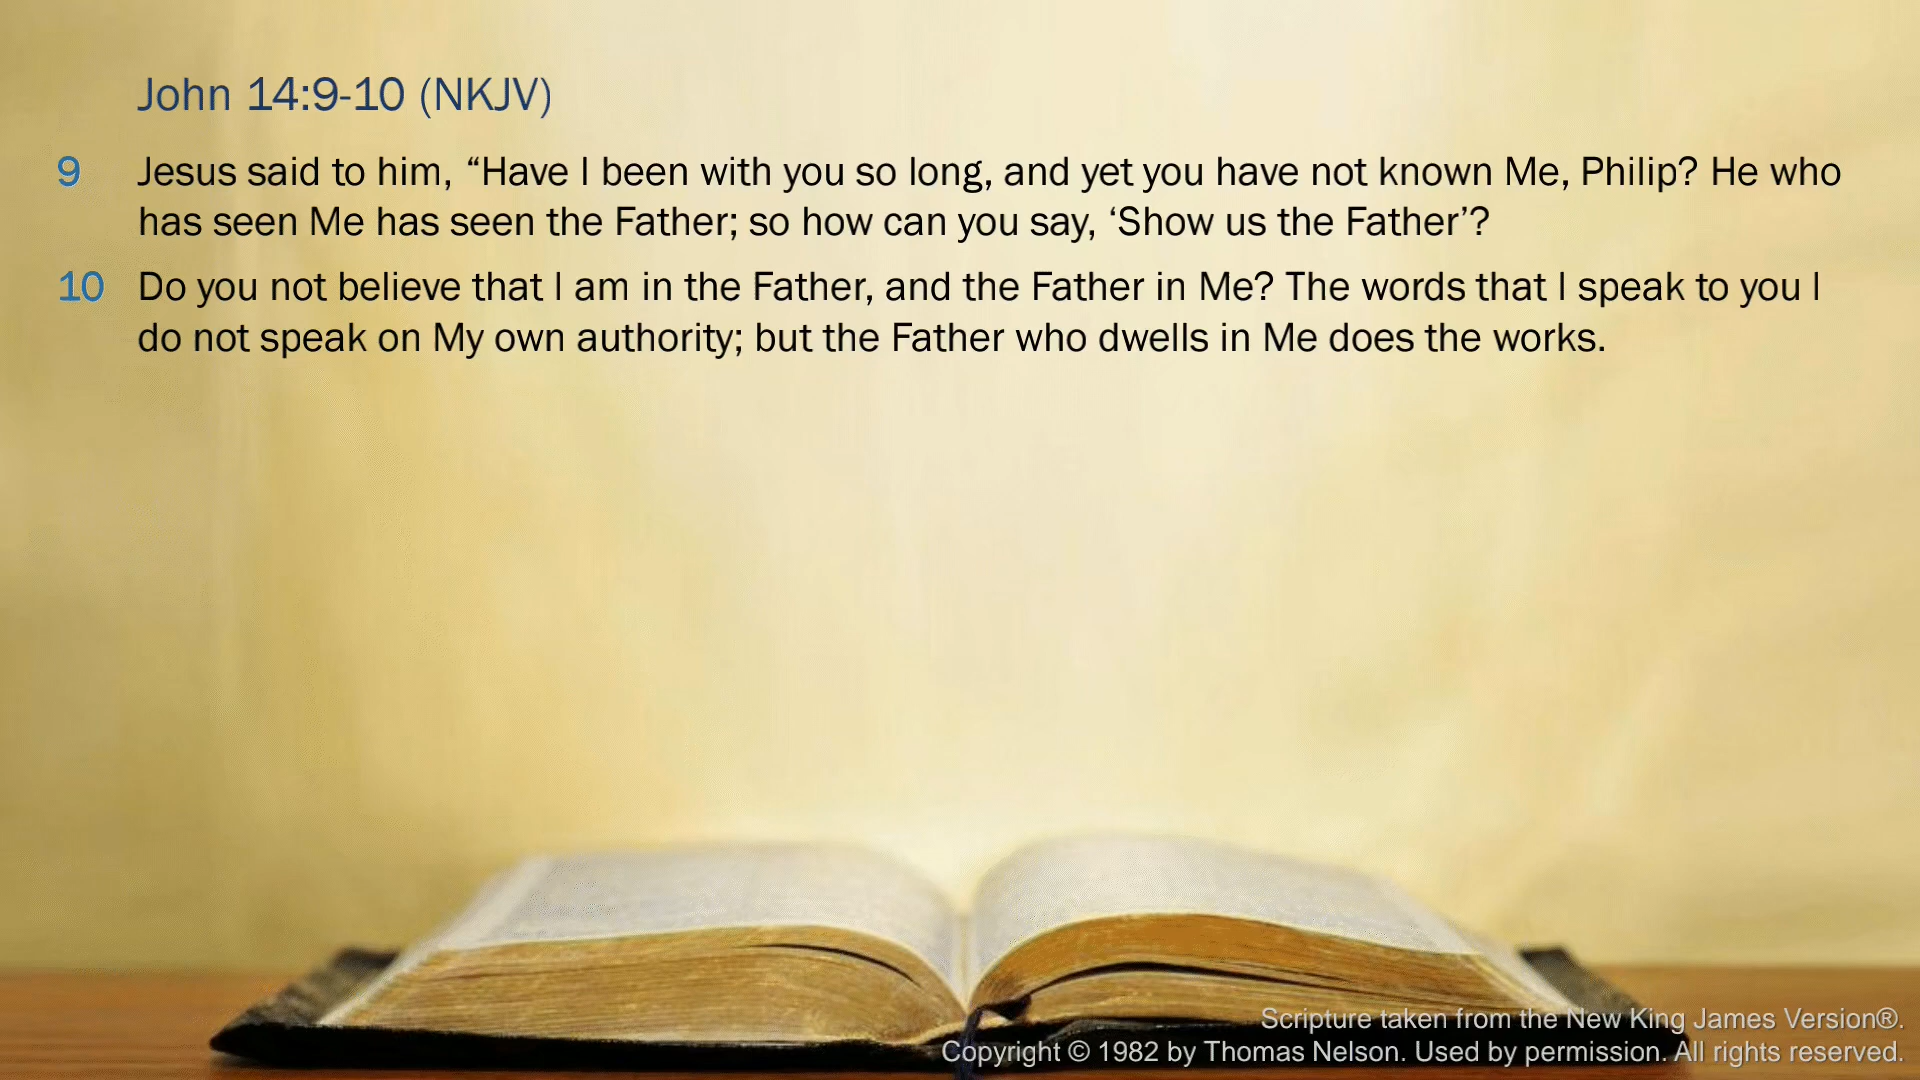 John 14:9-10 (NKJV)
9 Jesus said to him, “Have I been with you so long, and yet you have not known Me, Philip? He who
has seen Me has seen the Father; so how can you say, ‘Show us the Father’?
10 Do you not believe that I am in the Father, and the Father in Me? The words that I speak to you I
do not speak on My own authority; but the Father who dwells in Me does the works.
Scripture taken from the New King James Version®.
Copyright © 1982 by Thomas Nelson. Used by permission. All rights reserved.